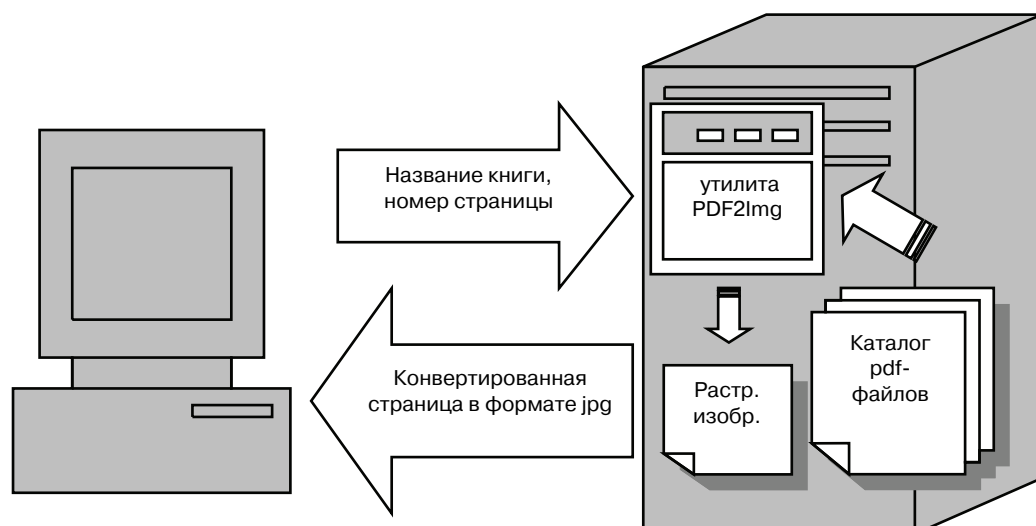 Название книги,
номер страницы
утилита
PDF2Img
Каталог
pdf-
файлов
Конвертированная
страница в формате jpg
Растр.
изобр.